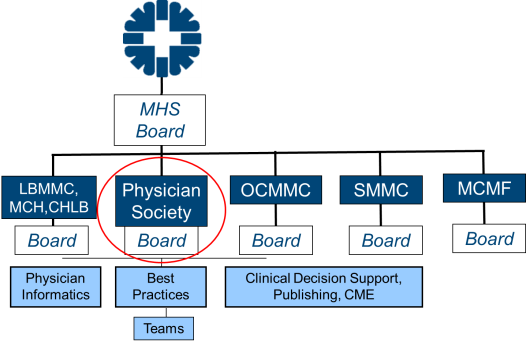 MHS
Board
LBMMC,
MCH,CHLB
Physician
Society
OCMMC
SMMC
MCMF
Board
Board
Board
Board
Board
Physician
Informatics
Best
Practices
Clinical Decision Support,
Publishing, CME
Teams